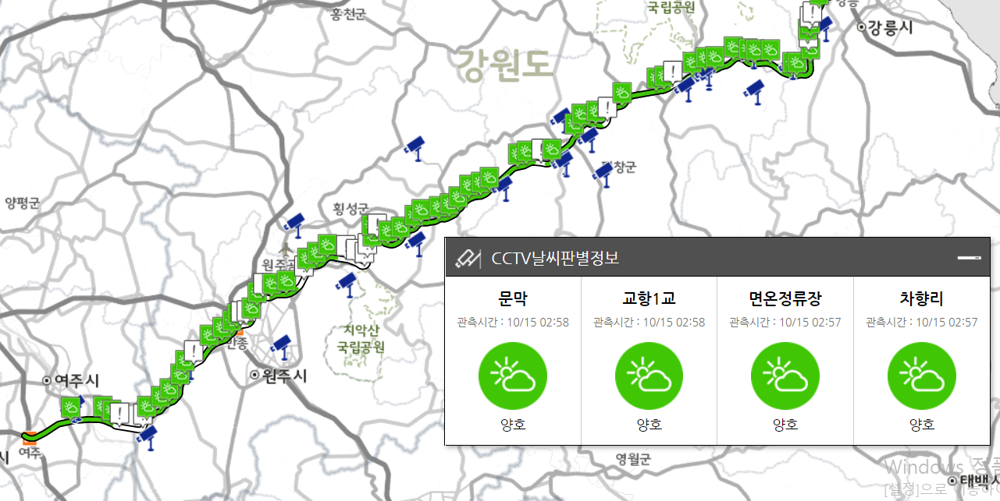 홍천군
국립공원
강릉
강릉시
강원도
양평군
횡성군
창군
원주공
치악산
국립공원
만종
원주시
여주시
여주
시
CCTV날씨판별정보
문막
관측시간 : 10/15 02:58
양호
교항1교
관측시간 : 10/15 02:58
양호
면온정류장
관측시간 : 10/15 02:57
양호
차항리
관측시간 : 10/15 02:57
양호
영월군
Windows 정품
태백시
[설정]으로 이동하여